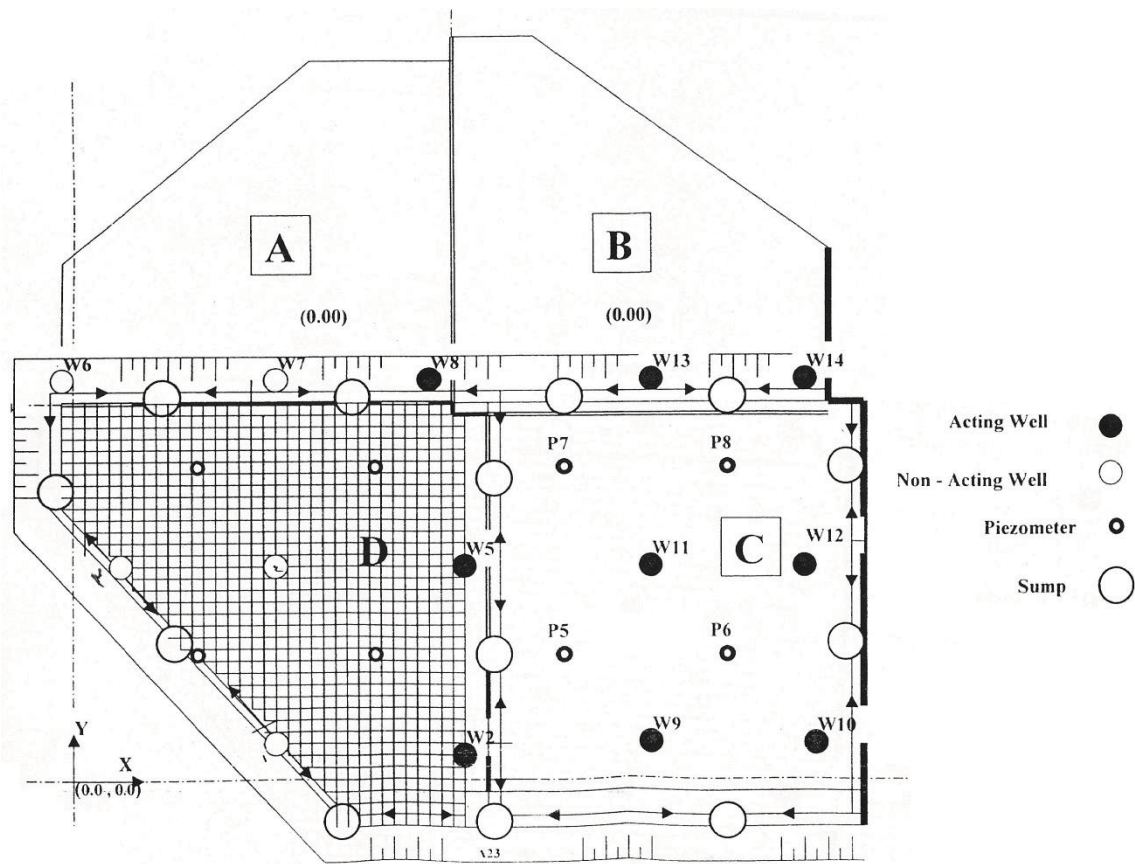 A
B
(0.00)
(0.00)
W6
W7
W8
W13
W14
P7
P8
Acting Well
Non - Acting Well
Piezometer
Sump
D
W5
W11
C
W12
P5
P6
W2
W9
W10
Y
X
(0.0-, 0.0)
A23